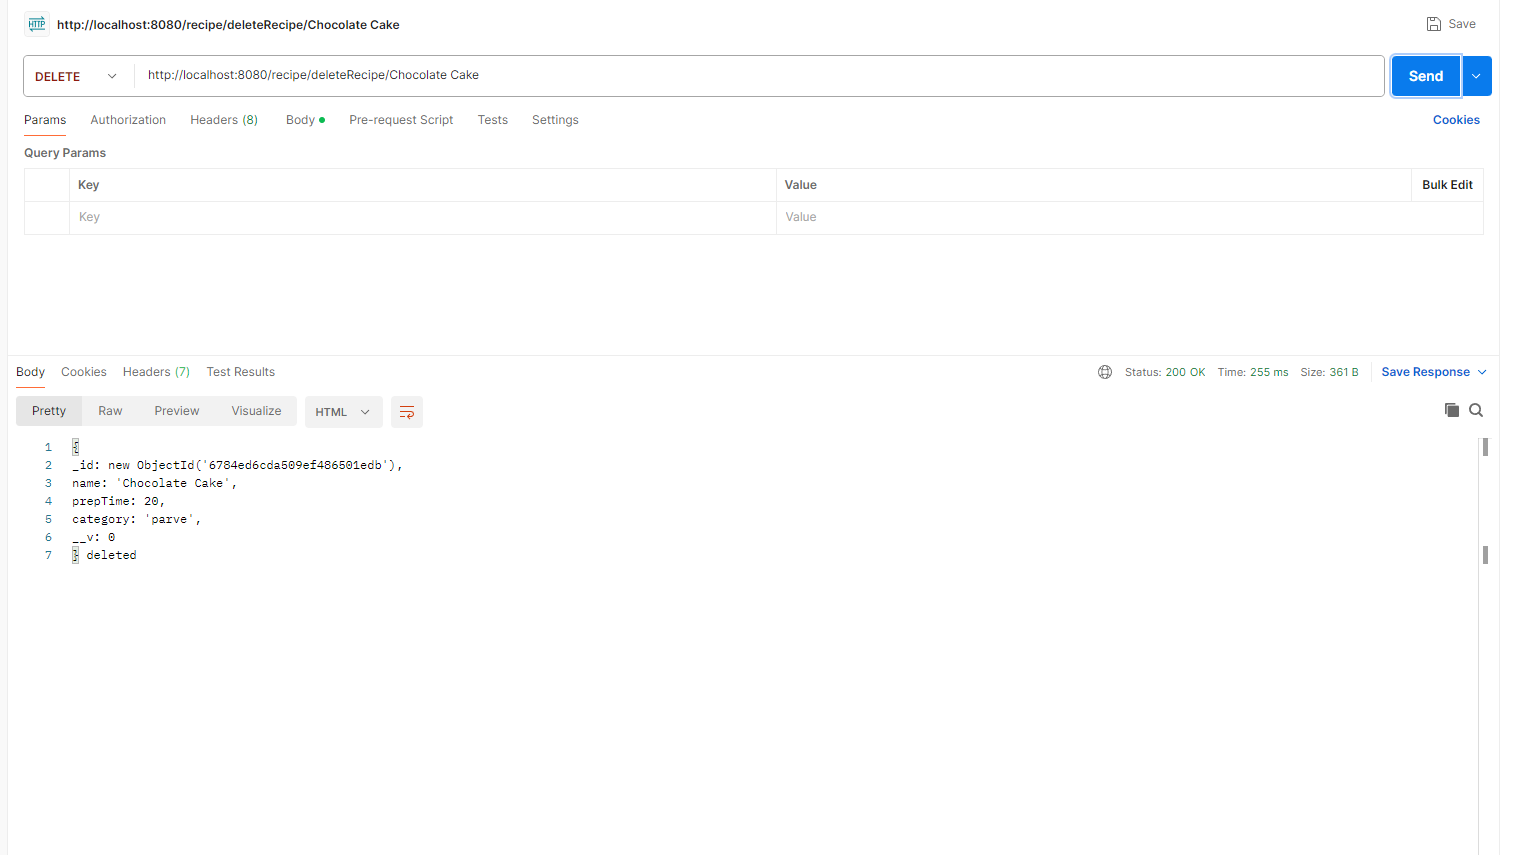 HTTP http://localhost:8080/recipe/deleteRecipe/Chocolate Cake Save
DELETE http://localhost:8080/recipe/deleteRecipe/Chocolate Cake Send
Params Authorization Headers (8) Body Pre-request Script Tests Settings Cookies
Query Params
Key Value Bulk Edit
Key Value
Body Cookies Headers (7) Test Results Status: 200 OK Time: 255 ms Size: 361 B Save Response
Pretty Raw Preview Visualize HTML
1 {
2 _id: new ObjectId('6784ed6cda509ef486501edb'),
3 name: 'Chocolate Cake',
4 prepTime: 20,
5 category: 'parve',
6 __v: 0
7 } deleted